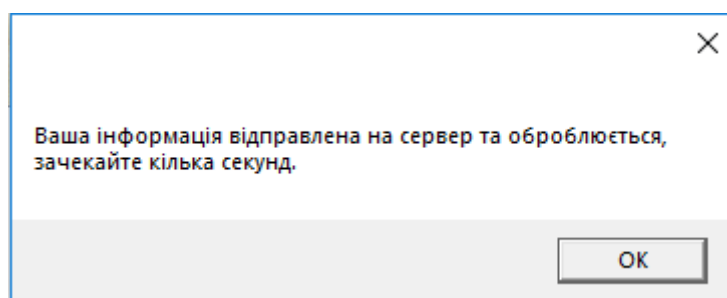 Ваша інформація відправлена на сервер та оброблюється,
зачекайте кілька секунд.
OK